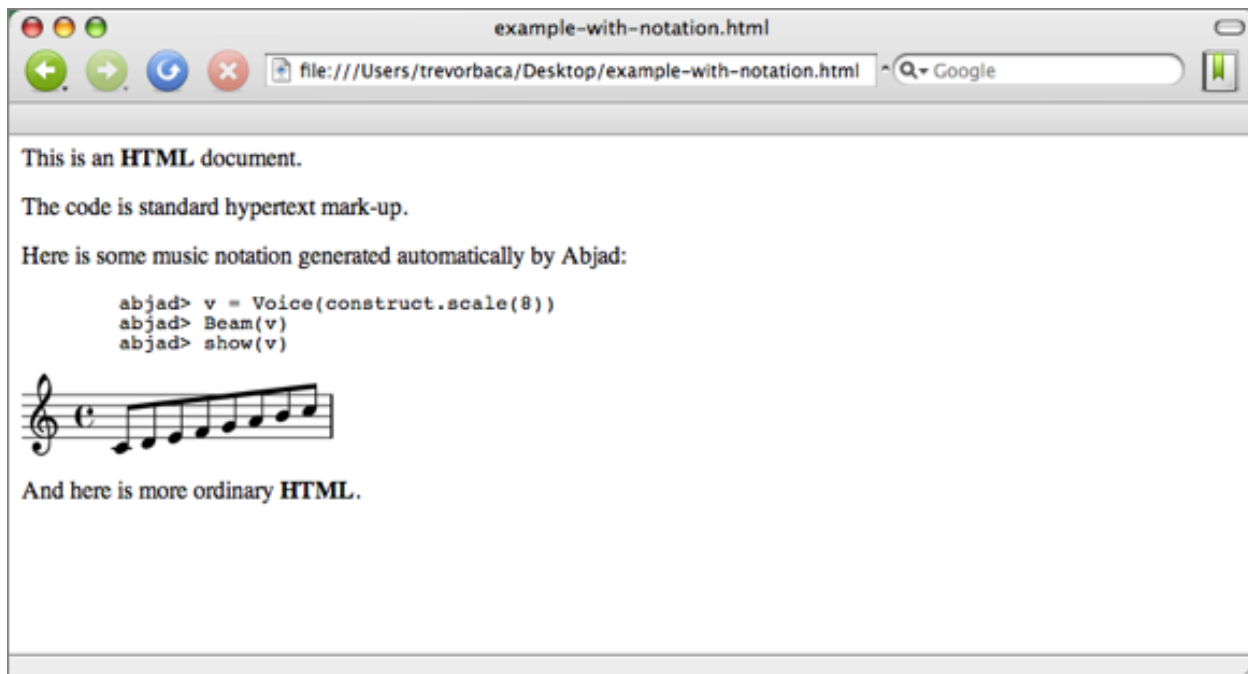 example-with-notation.html
file:///Users/trevorbaca/Desktop/example-with-notation.html
Google
This is an HTML document.
The code is standard hypertext mark-up.
Here is some music notation generated automatically by Abjad:
abjad> v = Voice(construct.scale(8))
abjad> Beam(v)
abjad> show(v)
And here is more ordinary HTML.